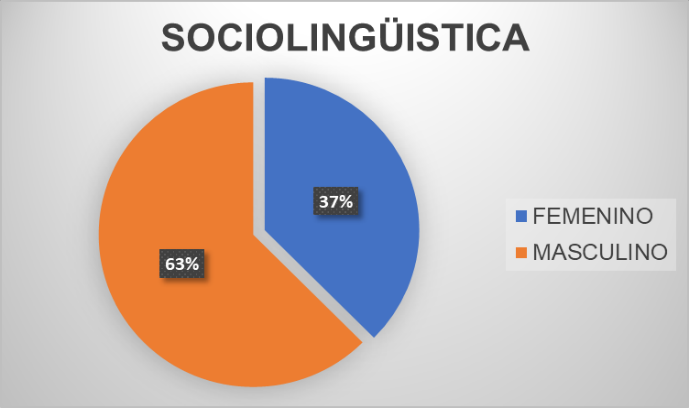 SOCIOLINGÜISTICA
37%
63%
FEMENINO
MASCULINO